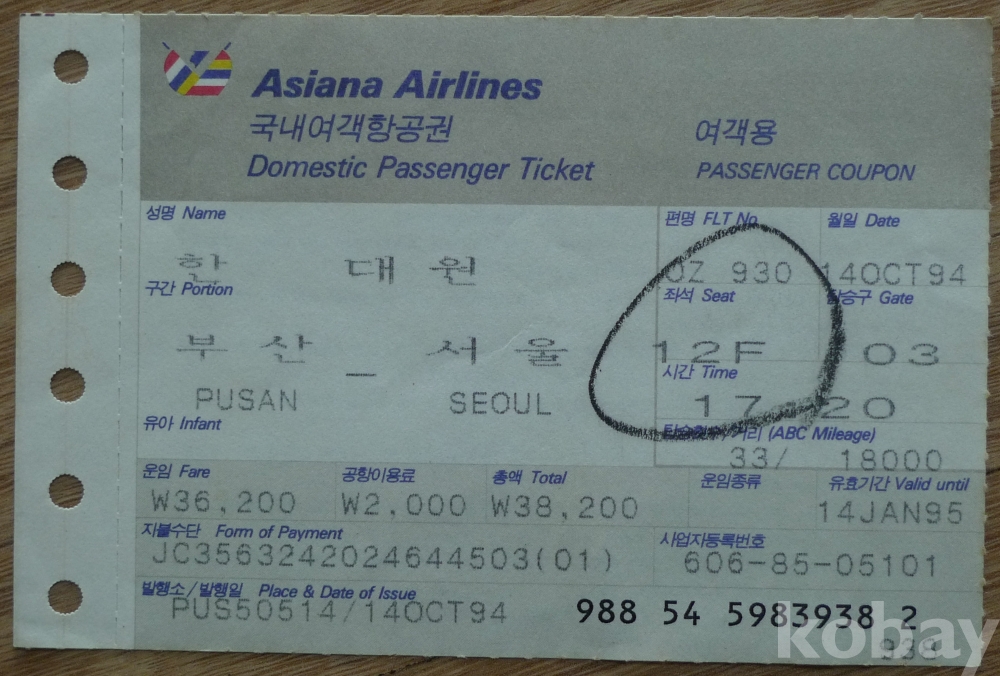 Asiana Airlines
국내여객항공권 여객용
Domestic Passenger Ticket PASSENGER COUPON
성명 Name 편명 FLT No. 월일 Date
한 대 원 OZ 930 14OCT94
구간 Portion 좌석 Seat 탑승구 Gate
부 산 _ 서 울 12F 03
시간 Time
PUSAN SEOUL 17:20
유아 Infant 거리 (ABC Mileage)
33/ 18000
운임 Fare 공항이용료 총액 Total 운임종류 유효기간 Valid until
₩36,200 ₩2,000 ₩38,200 14JAN95
지불수단 Form of Payment 사업자등록번호
JC3563242024644503(01) 606-85-05101
발행소/발행일 Place & Date of Issue
PUS50514/14OCT94 988 54 5983938 2
938
kobay